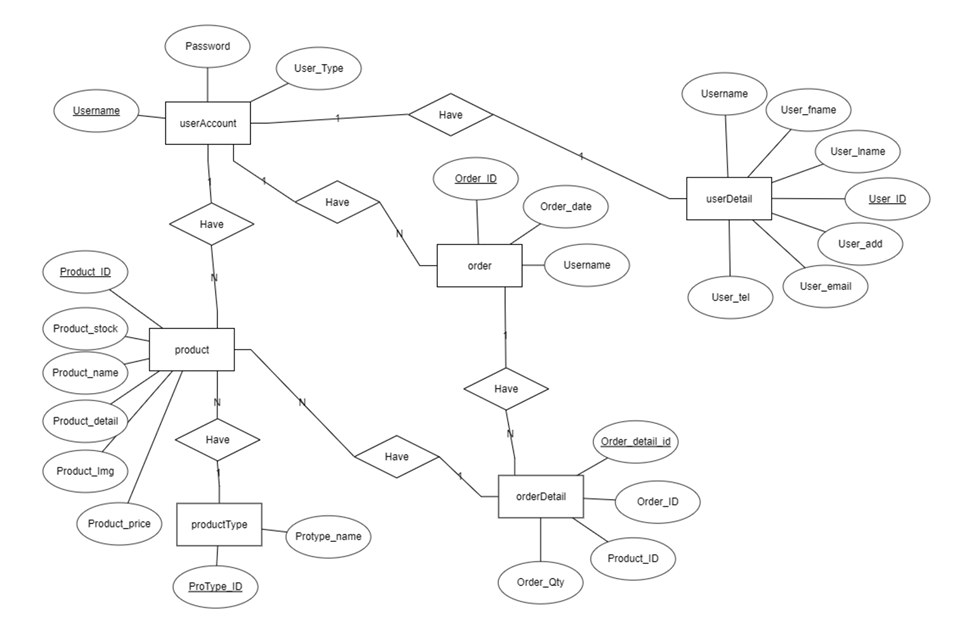 Password
User_Type
Username
userAccount
1
Have
1
Username
User_fname
User_lname
User_ID
userDetail
User_add
User_email
User_tel
1
Have
N
1
Have
N
Order_ID
Order_date
Username
order
Product_ID
Product_stock
Product_name
Product_detail
Product_Img
Product_price
product
N
Have
1
productType
Protype_name
ProType_ID
N
Have
1
1
Have
N
Order_detail_id
Order_ID
Product_ID
Order_Qty
orderDetail